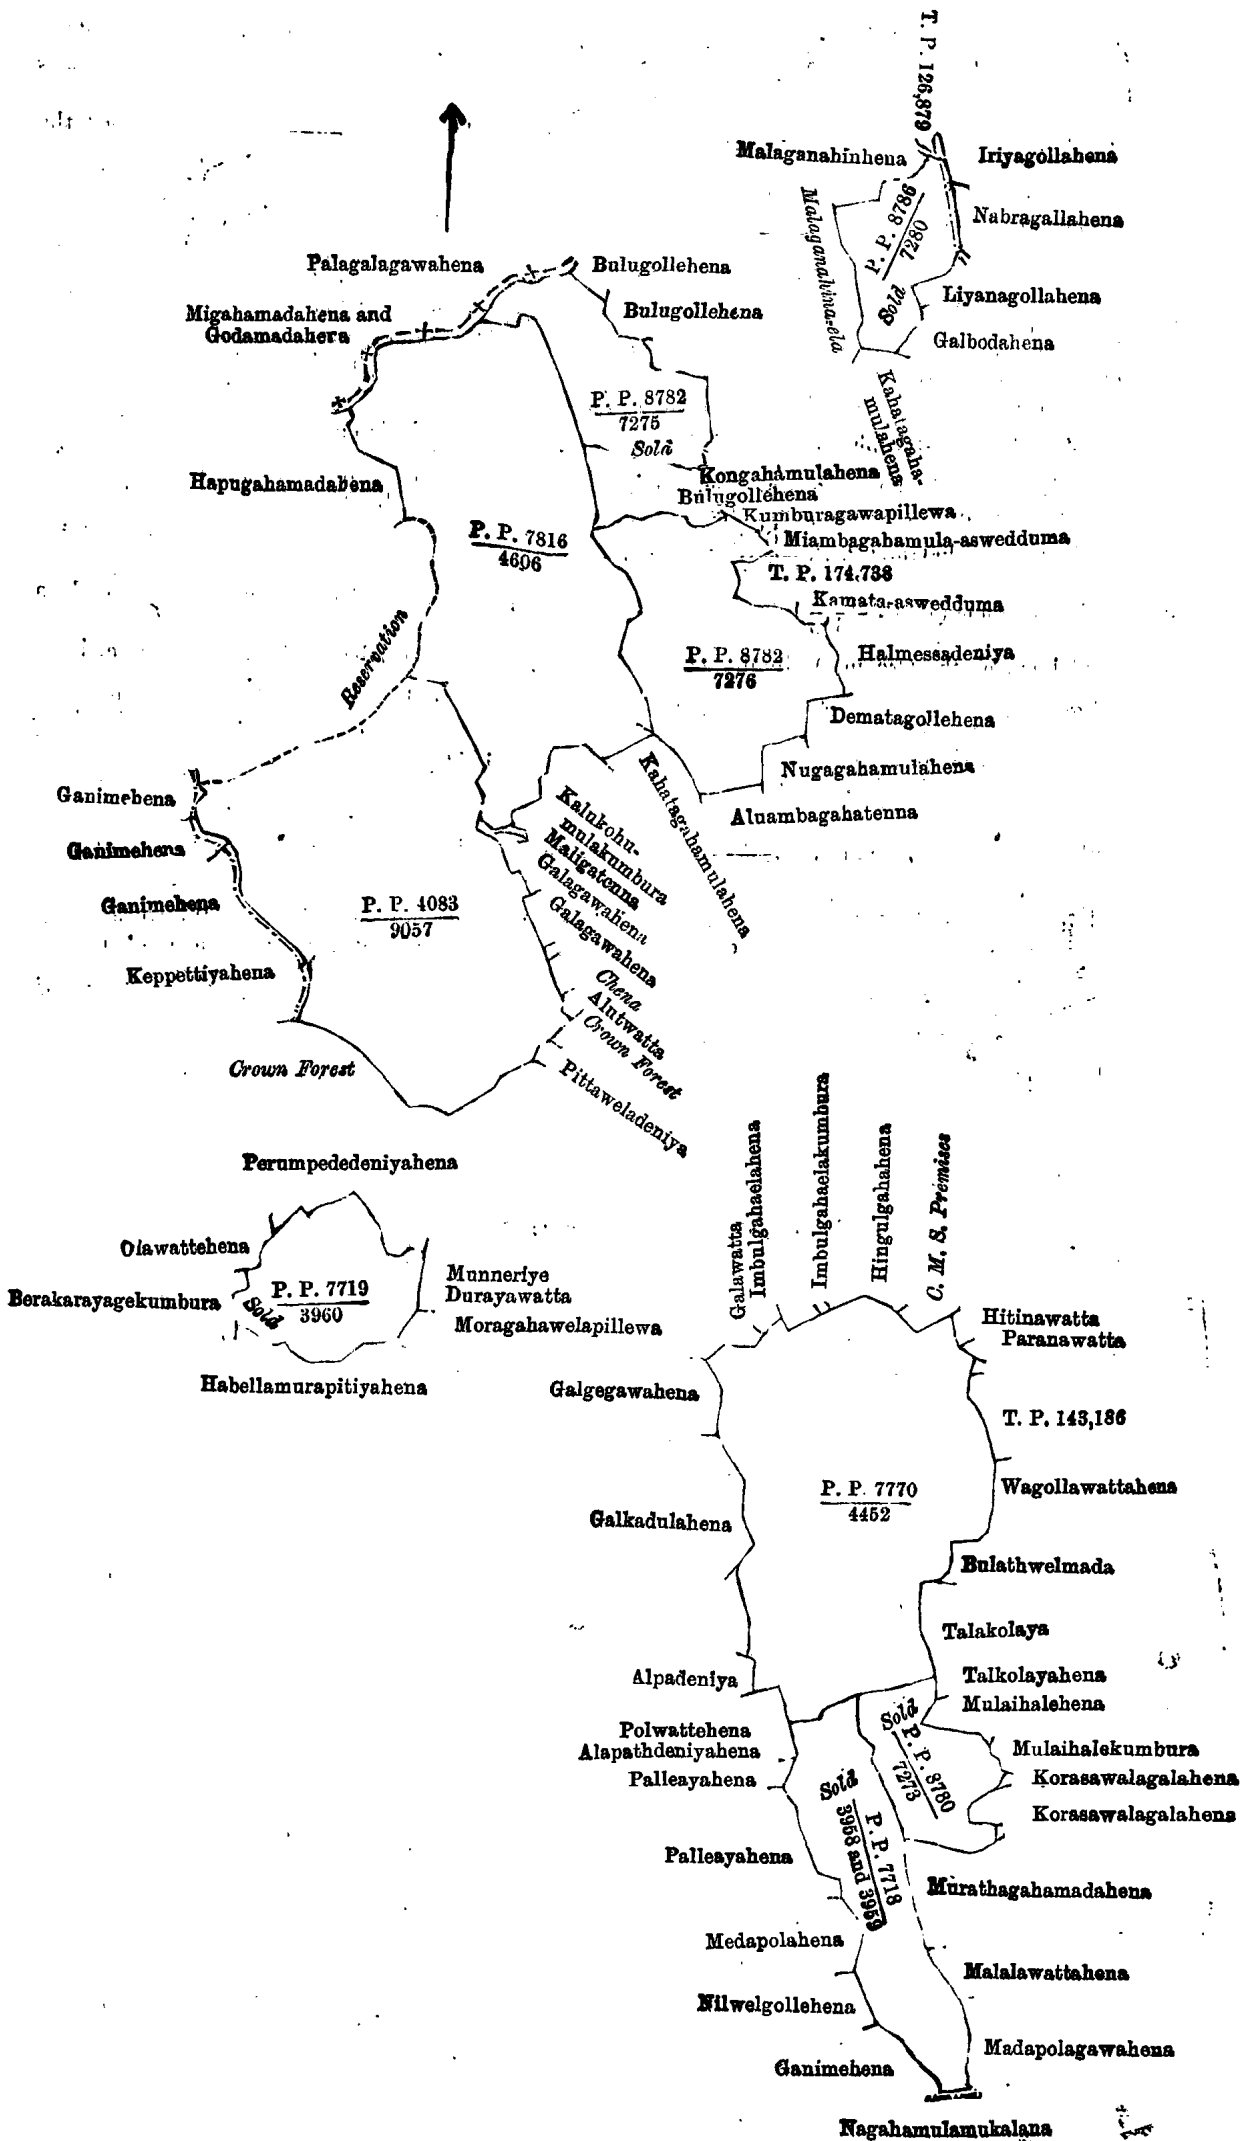 T. P. 126,879
Malaganahinhena
Iriyagollahena
Malaganahina-ela
P. P. 8786
7280
Sold
Nabragallahena
Liyanagollahena
Galbodahena
Kahatagaha-
mulahena
Palagalagawahena
Bulugollehena
Migahamadahena and
Godamadahera
Bulugollehena
P. P. 8782
7275
Sold
Hapugahamadahena
Kongahamulahena
Bulugollehena
Kumburagawapillewa
Miambagahamula-aswedduma
P. P. 7816
4606
T. P. 174,738
Kamata-aswedduma
Reservation
P. P. 8782
7276
Halmessadeniya
Dematagollehena
Nugagahamulahena
Aluambagahatenna
Kahatagahamulahena
Ganimehena
Ganimehena
Ganimehena
Keppettiyahena
P. P. 4083
9057
Kalukohu-
mulakumbura
Maligatenna
Galagawahena
Galagawahena
Chena
Alutwatta
Crown Forest
Pittaweladeniya
Crown Forest
Perumpededeniyahena
Olawattehena
Berakarayagekumbura
Sold
P. P. 7719
3960
Munneriye
Durayawatta
Moragahawelapillewa
Habellamurapitiyahena
Galawatta
Imbulgahaelahena
Imbulgahaelakumbura
Hingulgahahena
C. M. S. Premises
Hitinawatta
Paranawatta
Galgegawahena
T. P. 143,186
P. P. 7770
4452
Wagollawattahena
Galkadulahena
Bulathwelmada
Talakolaya
Alpadeniya
Talkolayahena
Mulaihalehena
Polwattehena
Alapathdeniyahena
Palleayahena
Sold
P. P. 8780
7273
Mulaihalekumbura
Korasawalagalahena
Korasawalagalahena
Sold
P. P. 7718
3958 and 3959
Palleayahena
Murathagahamadahena
Medapolahena
Malalawattahena
Nilwelgollehena
Madapolagawahena
Ganimehena
Nagahamulamukalana